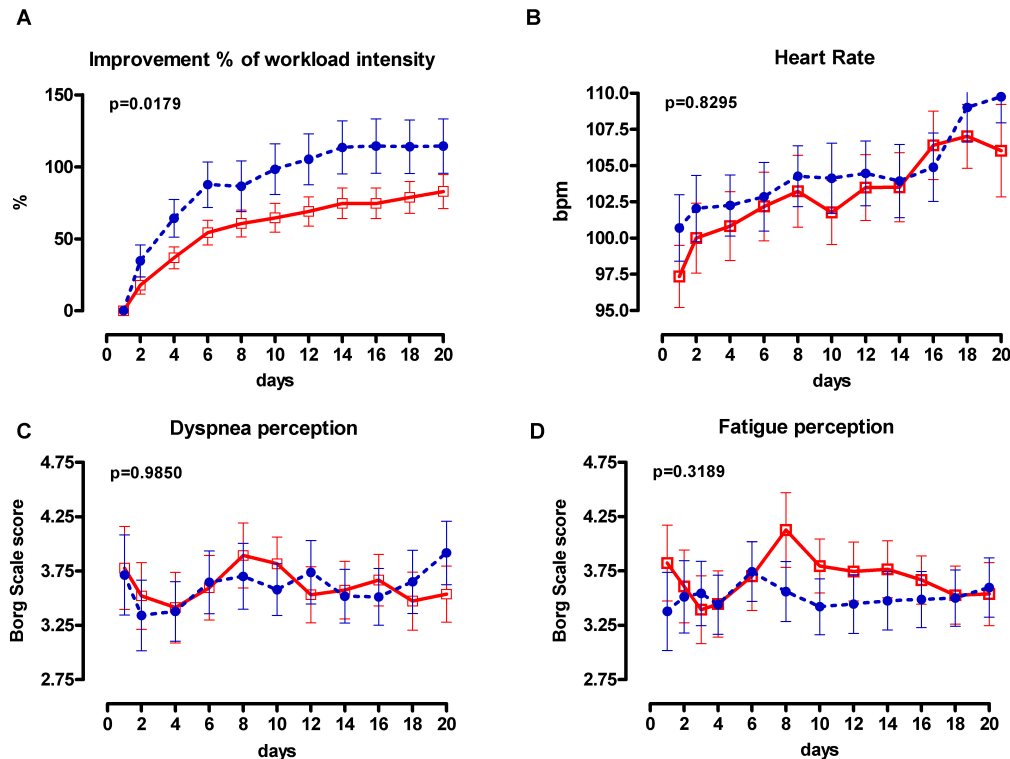 A
Improvement % of workload intensity
p=0.0179
150
100
50
0
%
0 2 4 6 8 10 12 14 16 18 20
days
B
Heart Rate
p=0.8295
110.0
107.5
105.0
102.5
100.0
97.5
95.0
bpm
0 2 4 6 8 10 12 14 16 18 20
days
C
Dyspnea perception
p=0.9850
4.75
4.25
3.75
3.25
2.75
Borg Scale score
0 2 4 6 8 10 12 14 16 18 20
days
D
Fatigue perception
p=0.3189
4.75
4.25
3.75
3.25
2.75
Borg Scale score
0 2 4 6 8 10 12 14 16 18 20
days